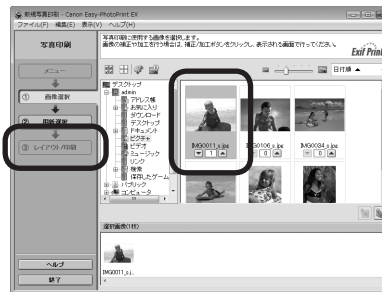 新規写真印刷 - Canon Easy-PhotoPrint EX
ファイル(F) 編集(E) 表示(V) ヘルプ(H)
写真印刷
写真印刷に使用する画像を選択します。
画像の補正や加工を行う場合は、補正/加工ボタンをクリックし、表示される画面で行ってください。
Exif Print
メニュー
日付順
① 画像選択
② 用紙選択
③ レイアウト/印刷
デスクトップ
admin
アドレス帳
お気に入り
ダウンロード
デスクトップ
ドキュメント
ピクチャ
ビデオ
ミュージック
リンク
検索
保存したゲーム
パブリック
コンピュータ
IMG0011_s.jpg
IMG0106_s.jpg
IMG0034_s.jpg
1
0
0
選択画像(1枚)
IMG0011_s.j...
ヘルプ
終了